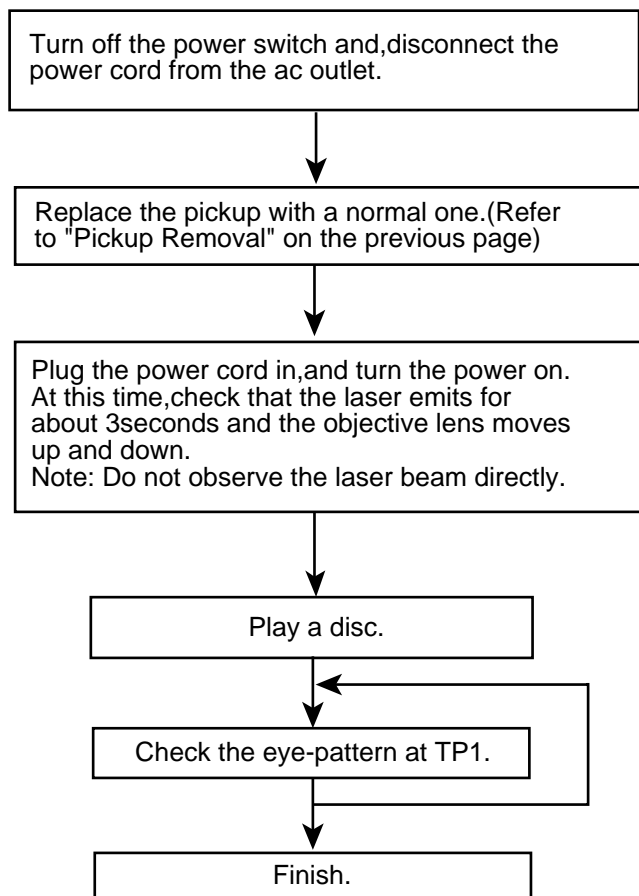 Turn off the power switch and,disconnect the
power cord from the ac outlet.
Replace the pickup with a normal one.(Refer
to "Pickup Removal" on the previous page)
Plug the power cord in,and turn the power on.
At this time,check that the laser emits for
about 3seconds and the objective lens moves
up and down.
Note: Do not observe the laser beam directly.
Play a disc.
Check the eye-pattern at TP1.
Finish.